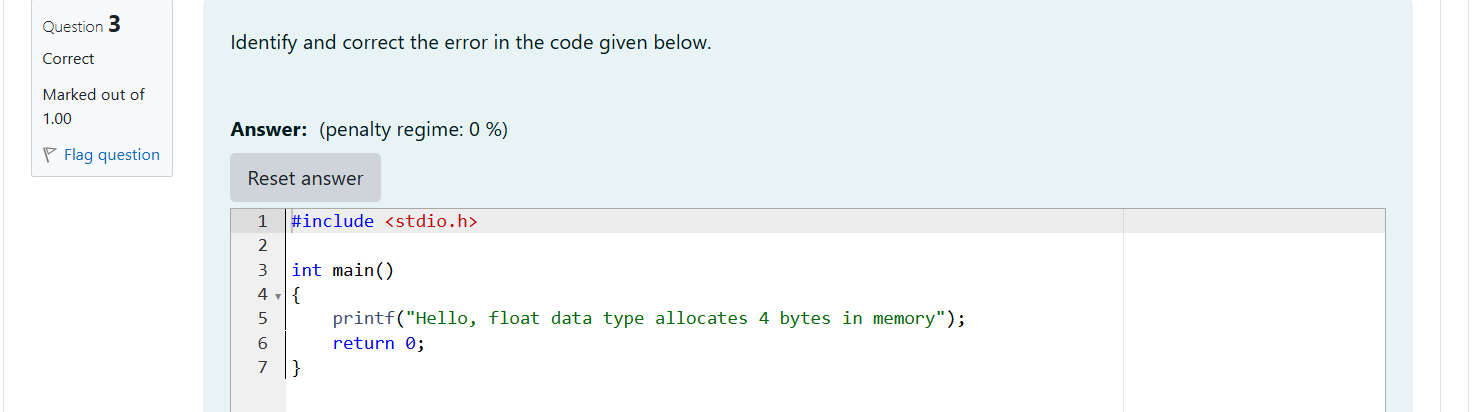 Question 3
Correct
Marked out of
1.00
Flag question
Identify and correct the error in the code given below.
Answer: (penalty regime: 0 %)
Reset answer
1 #include <stdio.h>
2
3 int main()
4 {
5     printf("Hello, float data type allocates 4 bytes in memory");
6     return 0;
7 }